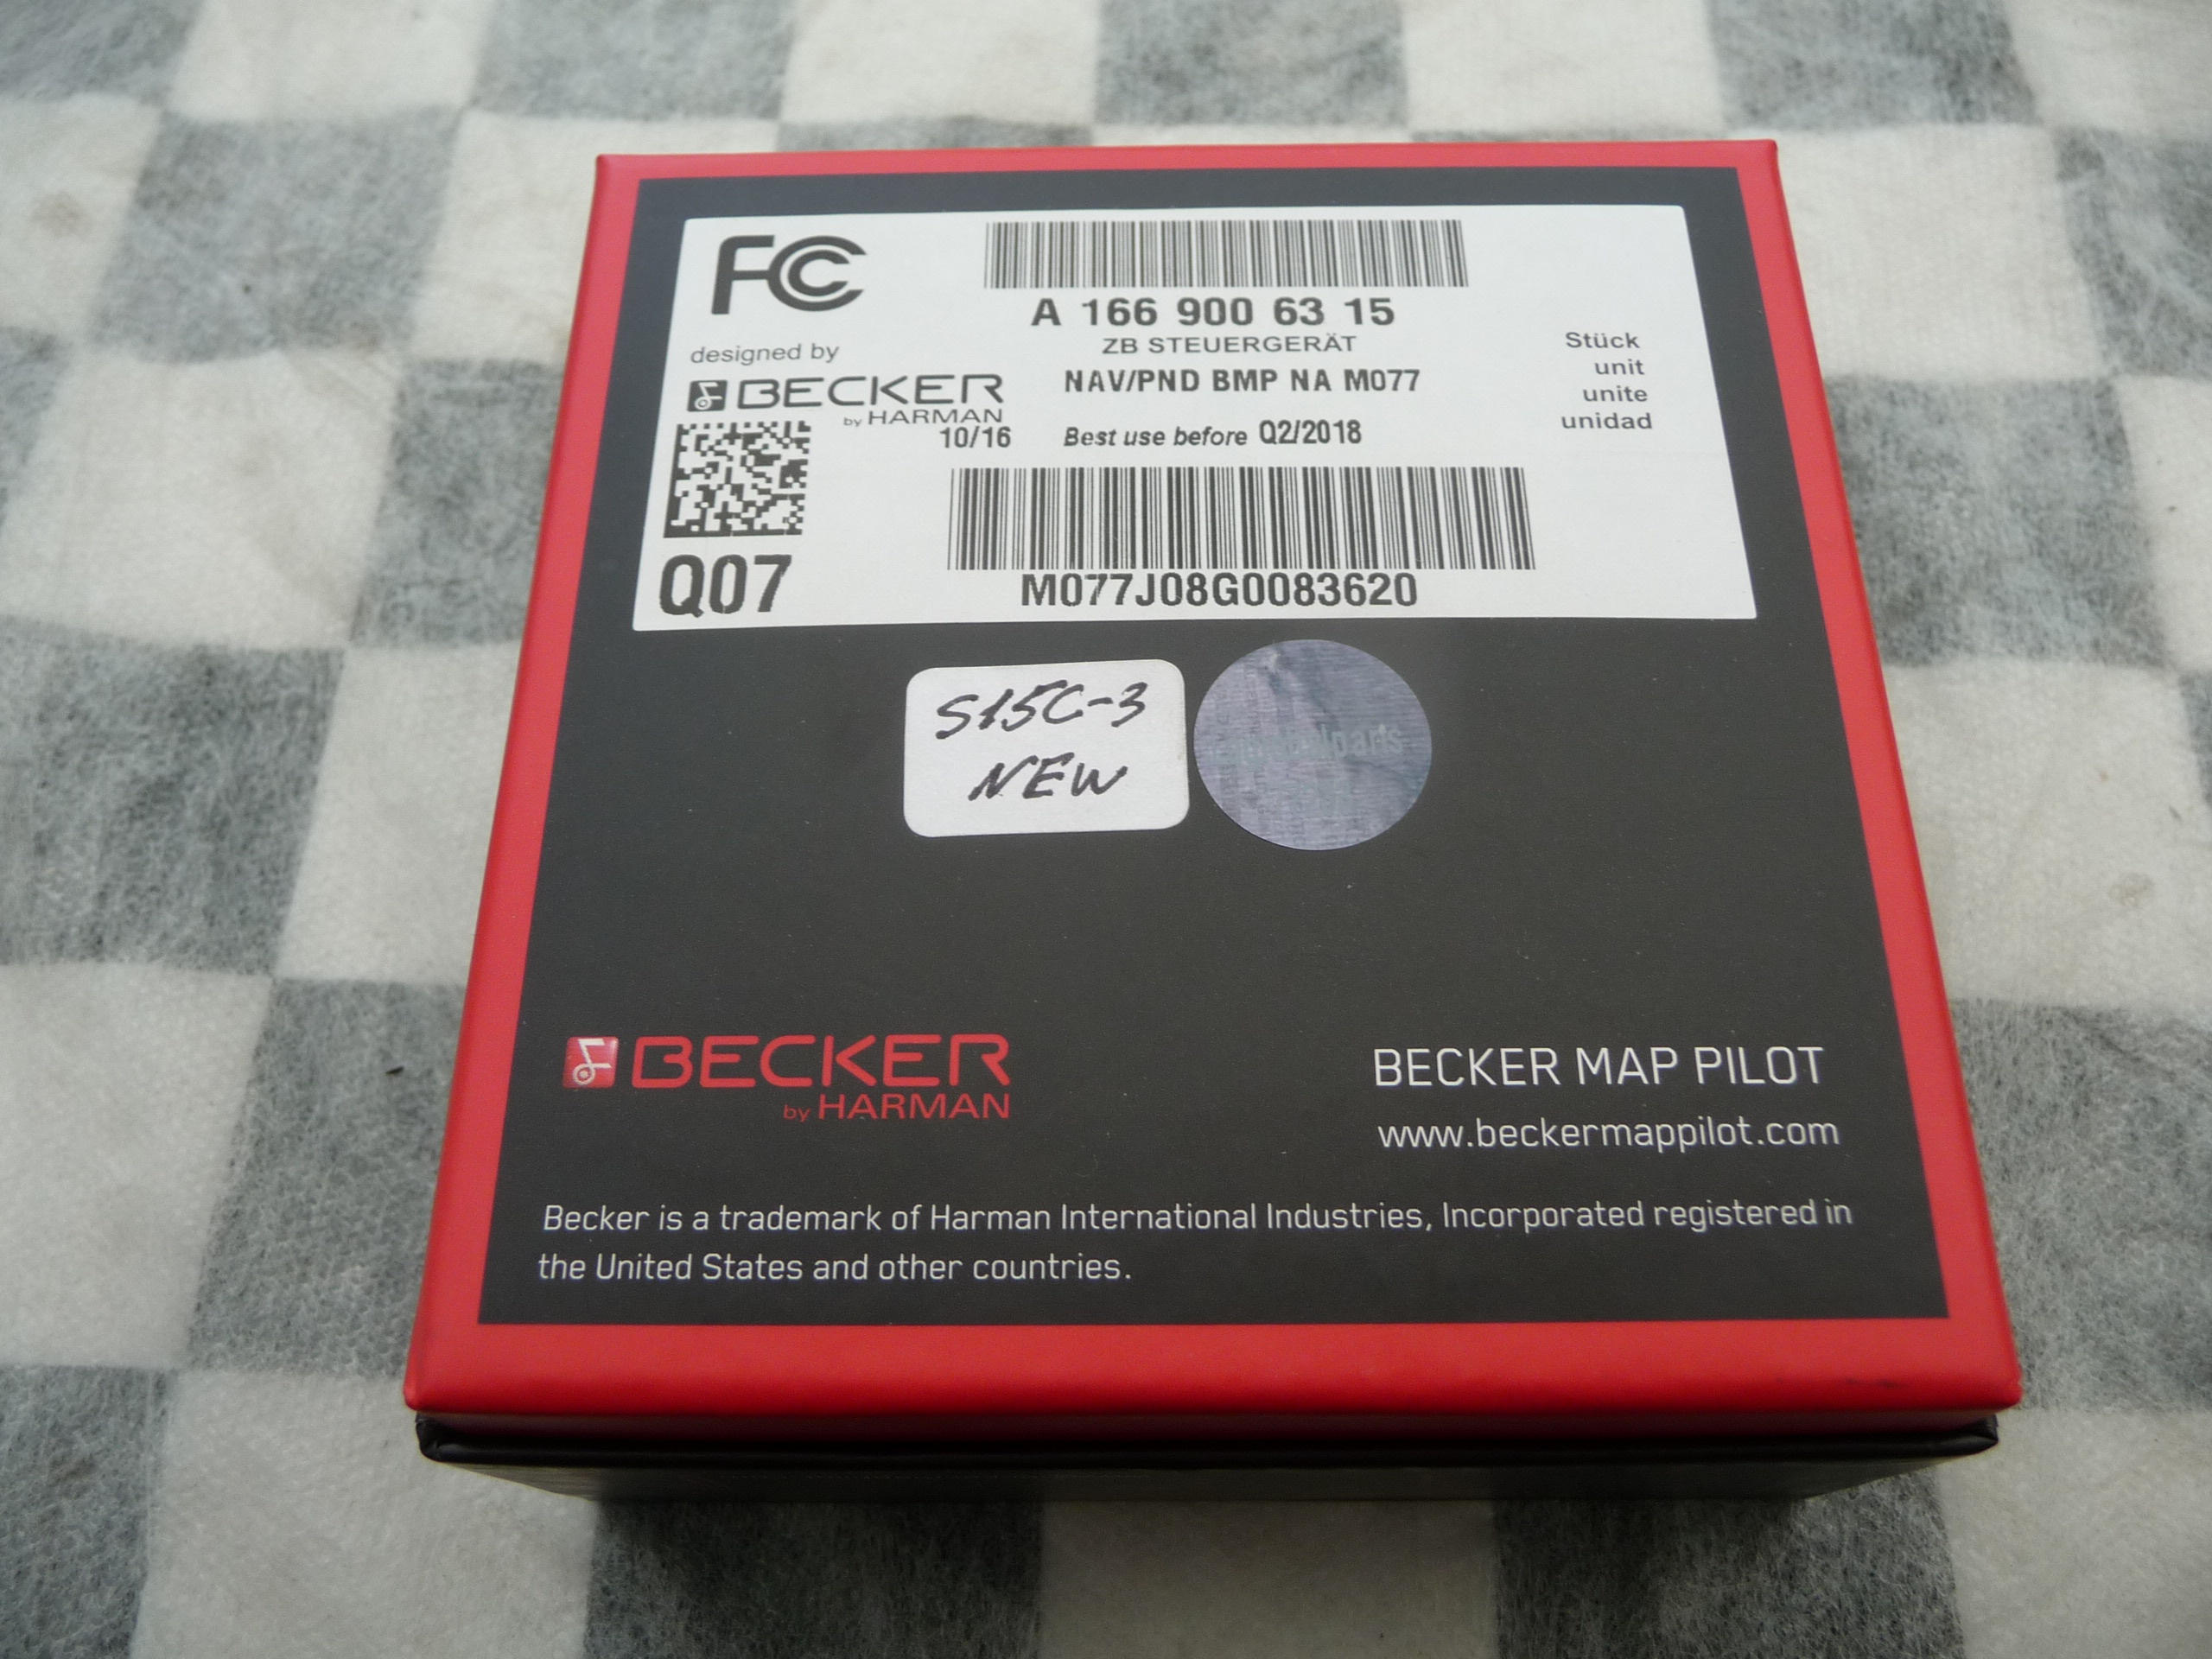 FC
A 166 900 63 15
ZB STEUERGERÄT
NAV/PND BMP NA M077
designed by
BECKER
by HARMAN
10/16
Best use before Q2/2018
Stück
unit
unite
unidad
Q07
M077J08G0083620
S15C-3
NEW
parts
BECKER
by HARMAN
BECKER MAP PILOT
www.beckermappilot.com
Becker is a trademark of Harman International Industries, Incorporated registered in
the United States and other countries.